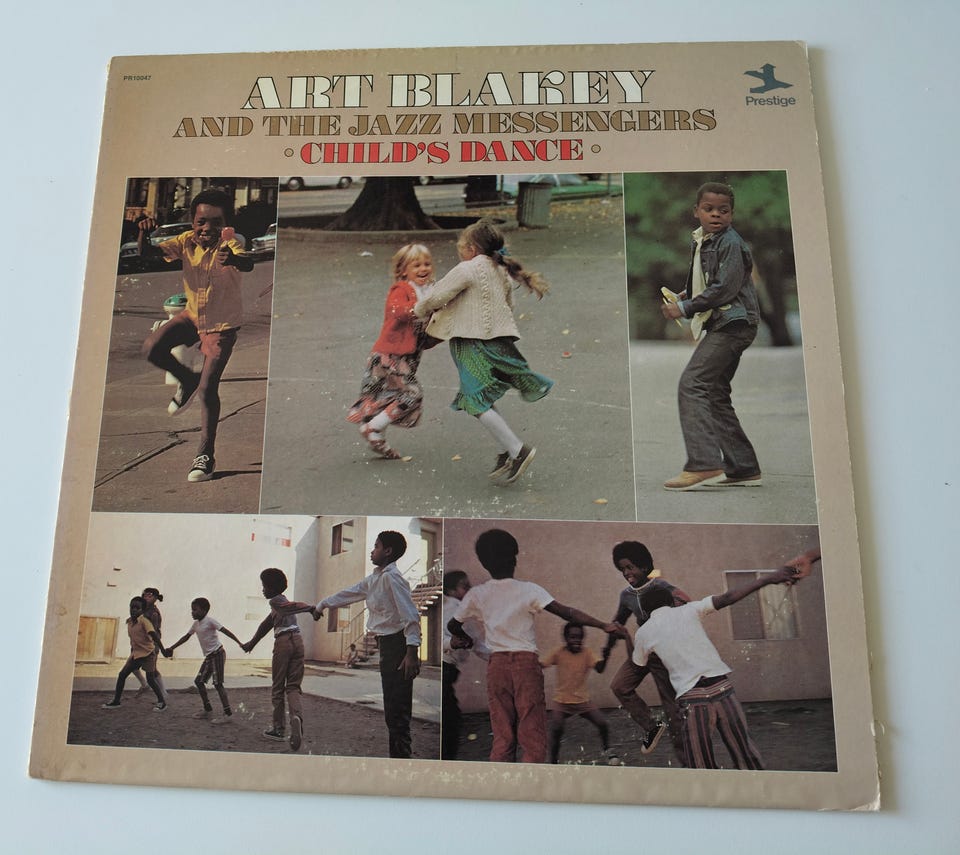 PR10047
ART BLAKEY
AND THE JAZZ MESSENGERS
• CHILD'S DANCE •
Prestige